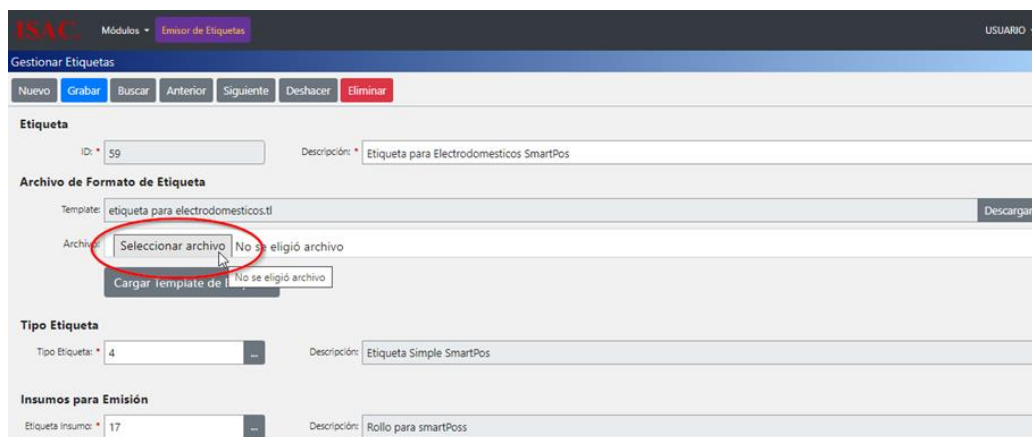 ISAC. Módulos Emisor de Etiquetas USUARIO
Gestionar Etiquetas
Nuevo Grabar Buscar Anterior Siguiente Deshacer Eliminar
Etiqueta
ID: * 59 Descripción: * Etiqueta para Electrodomesticos SmartPos
Archivo de Formato de Etiqueta
Template: etiqueta para electrodomesticos.tl Descargar
Archivo: Seleccionar archivo No se eligió archivo
No se eligió archivo
Cargar Template de
Tipo Etiqueta
Tipo Etiqueta: * 4 ... Descripción: Etiqueta Simple SmartPos
Insumos para Emisión
Etiqueta Insumo: * 17 ... Descripción: Rollo para smartPoss